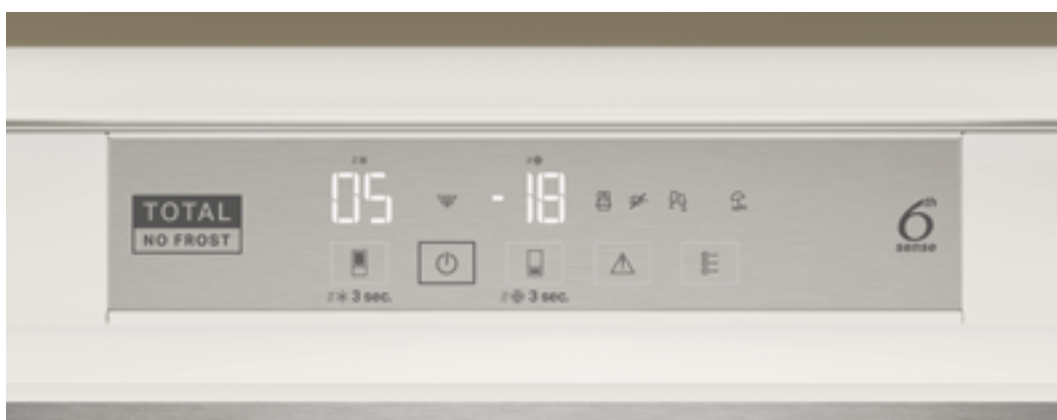 TOTAL
NO FROST
05
- 18
3 sec.
3 sec.
6th
sense